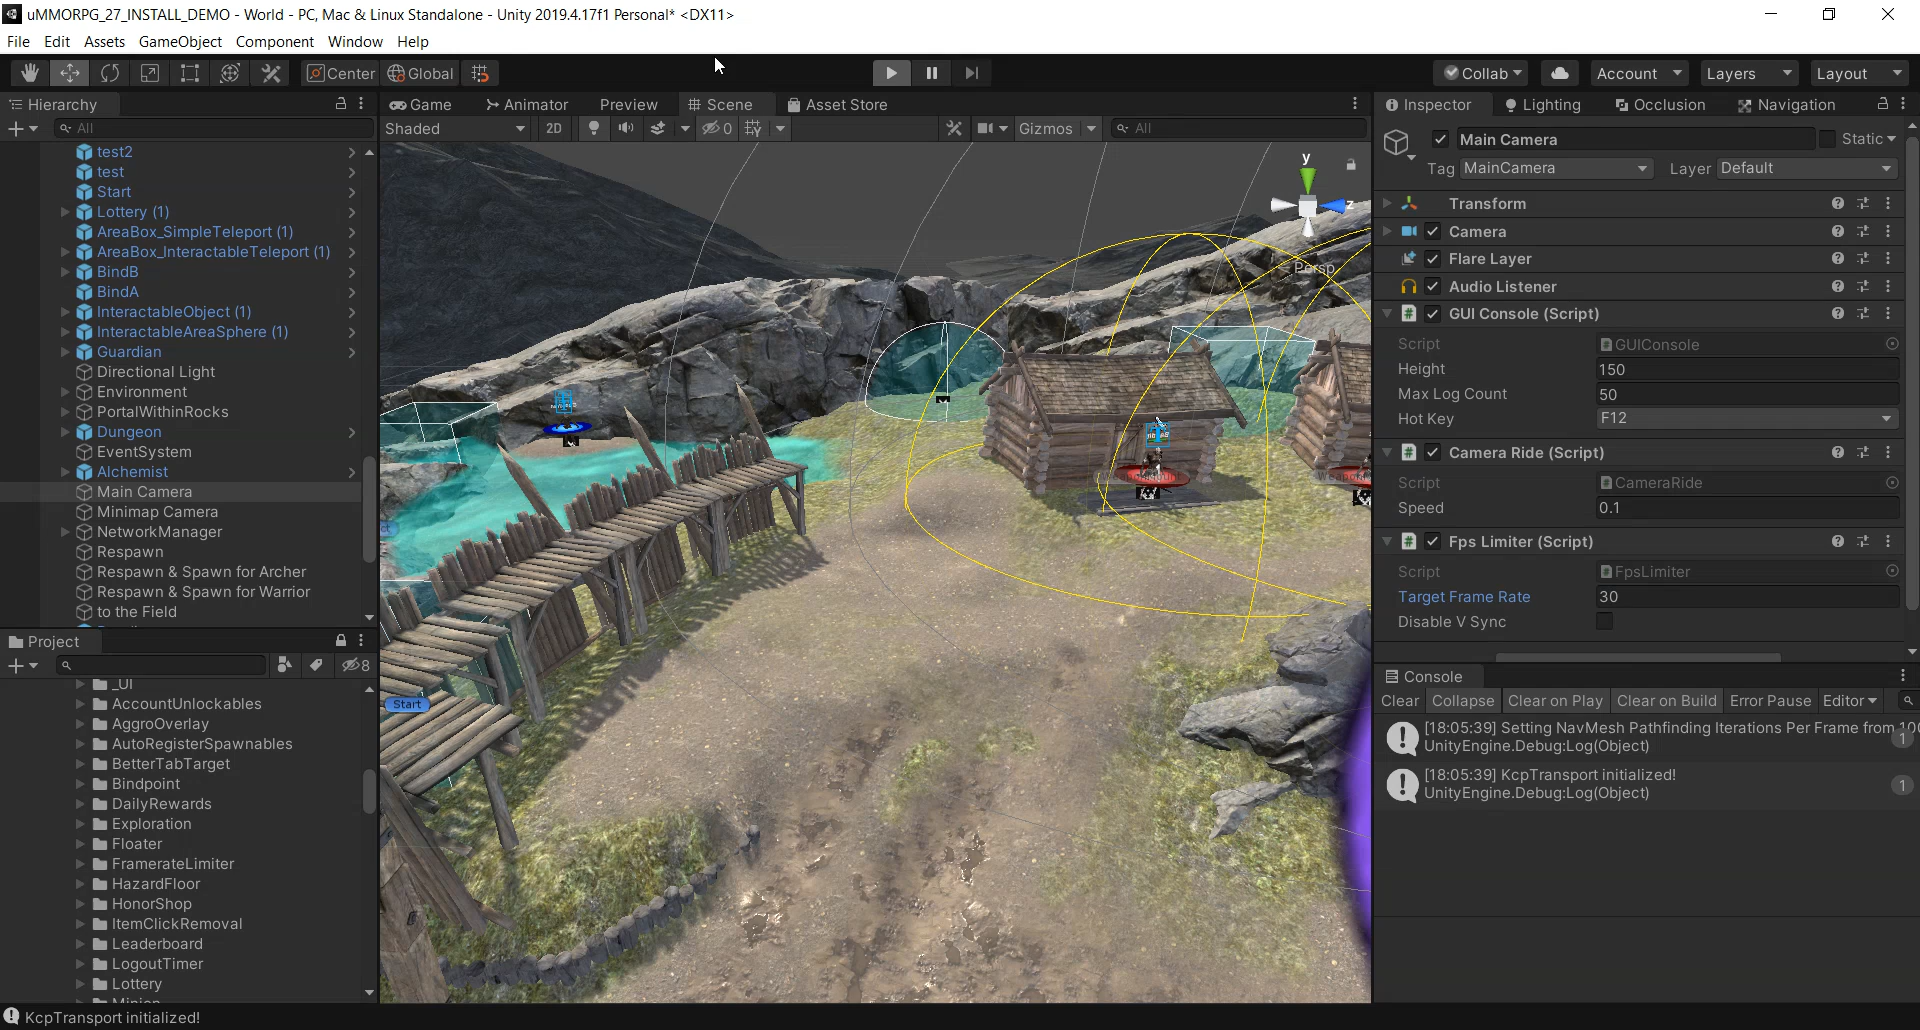 uMMORPG_27_INSTALL_DEMO - World - PC, Mac & Linux Standalone - Unity 2019.4.17f1 Personal* <DX11>
File Edit Assets GameObject Component Window Help
Center Global Collab Account Layers Layout
Hierarchy
All
test2
test
Start
Lottery (1)
AreaBox_SimpleTeleport (1)
AreaBox_InteractableTeleport (1)
BindB
BindA
InteractableObject (1)
InteractableAreaSphere (1)
Guardian
Directional Light
Environment
PortalWithinRocks
Dungeon
EventSystem
Alchemist
Main Camera
Minimap Camera
NetworkManager
Respawn
Respawn & Spawn for Archer
Respawn & Spawn for Warrior
to the Field
Project
8
_UI
AccountUnlockables
AggroOverlay
AutoRegisterSpawnables
BetterTabTarget
Bindpoint
DailyRewards
Exploration
Floater
FramerateLimiter
HazardFloor
HonorShop
ItemClickRemoval
Leaderboard
LogoutTimer
Lottery
Minion
Game Animator Preview Scene Asset Store
Shaded 2D 0 Gizmos All
y
z
Persp
Start
Inspector Lighting Occlusion Navigation
Main Camera Static
Tag MainCamera Layer Default
Transform
Camera
Flare Layer
Audio Listener
GUI Console (Script)
Script GUIConsole
Height 150
Max Log Count 50
Hot Key F12
Camera Ride (Script)
Script CameraRide
Speed 0.1
Fps Limiter (Script)
Script FpsLimiter
Target Frame Rate 30
Disable V Sync
Console
Clear Collapse Clear on Play Clear on Build Error Pause Editor
[18:05:39] Setting NavMesh Pathfinding Iterations Per Frame from 100
UnityEngine.Debug:Log(Object)
1
[18:05:39] KcpTransport initialized!
UnityEngine.Debug:Log(Object)
1
KcpTransport initialized!